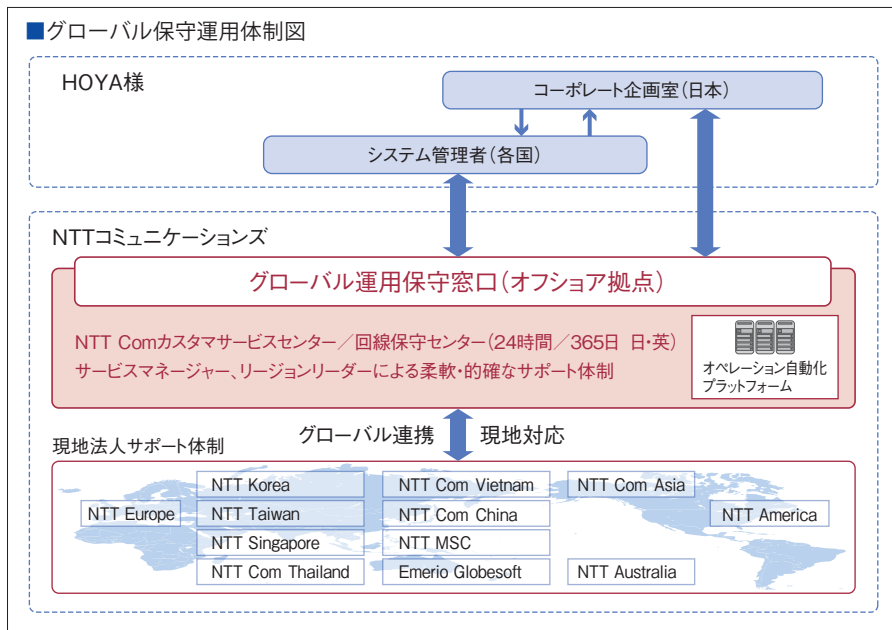 ■グローバル保守運用体制図
HOYA様
コーポレート企画室(日本)
システム管理者(各国)
NTTコミュニケーションズ
グローバル運用保守窓口(オフショア拠点)
NTT Comカスタマサービスセンター／回線保守センター(24時間／365日 日・英)
サービスマネージャー、リージョンリーダーによる柔軟・的確なサポート体制
オペレーション自動化
プラットフォーム
グローバル連携 現地対応
現地法人サポート体制
NTT Korea NTT Com Vietnam NTT Com Asia
NTT Europe NTT Taiwan NTT Com China NTT America
NTT Singapore NTT MSC
NTT Com Thailand Emerio Globesoft NTT Australia